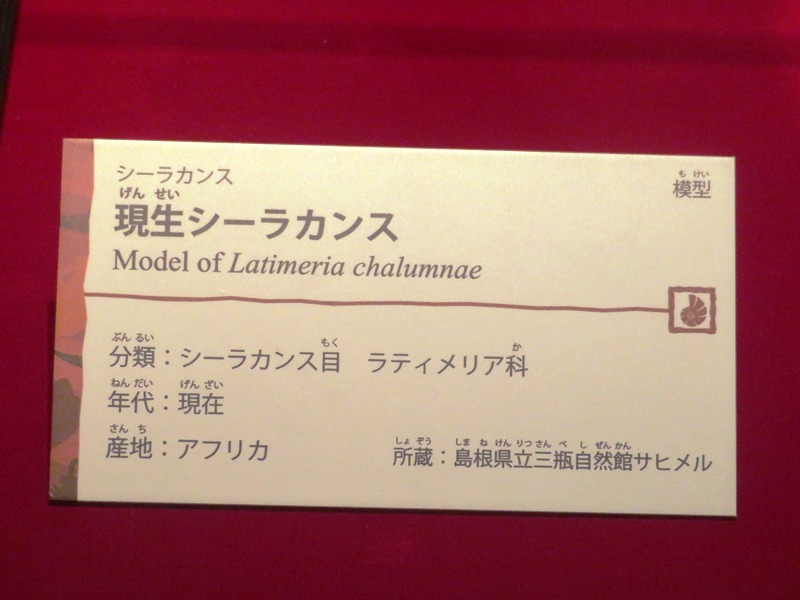 シーラカンス
も けい
模型
げん せい
現生シーラカンス
Model of Latimeria chalumnae
ぶん るい もく か
分類：シーラカンス目 ラティメリア科
ねん だい げん ざい
年代：現在
さん ち
産地：アフリカ
しょ ぞう しま ね けん りつ さん べ し ぜん かん
所蔵：島根県立三瓶自然館サヒメル